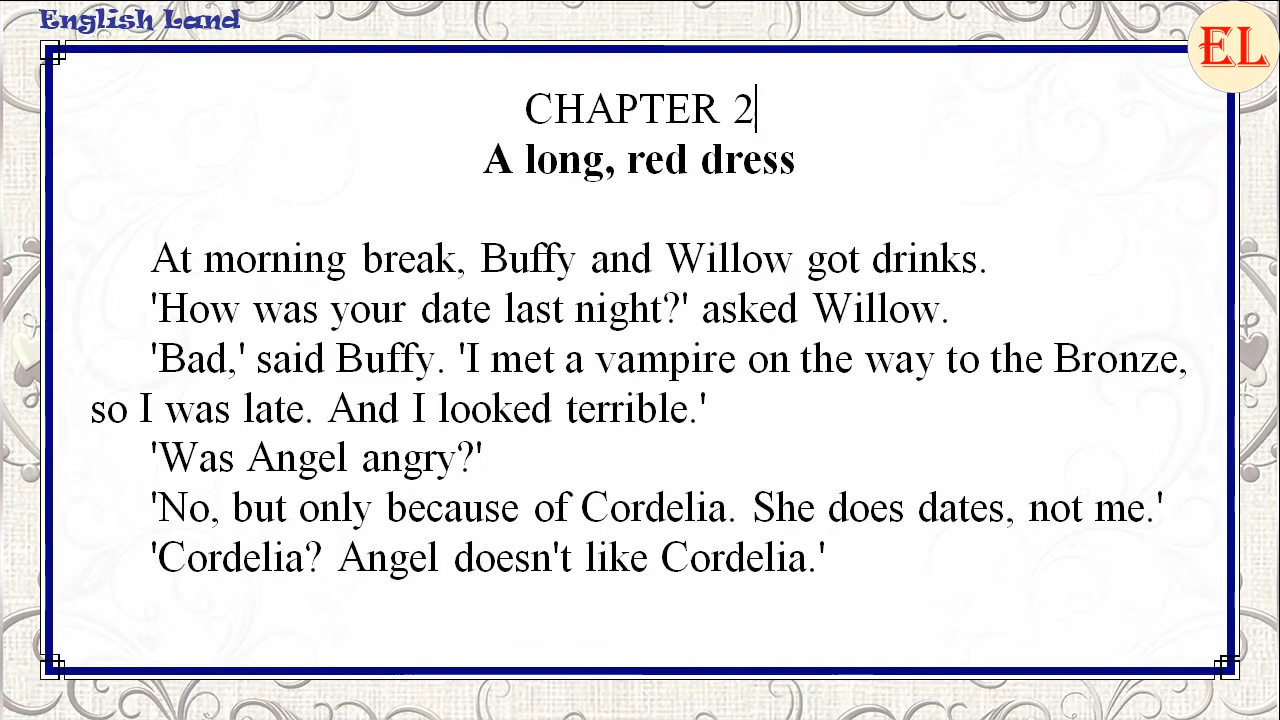 English Land
EL
CHAPTER 2
A long, red dress
At morning break, Buffy and Willow got drinks.
'How was your date last night?' asked Willow.
'Bad,' said Buffy. 'I met a vampire on the way to the Bronze,
so I was late. And I looked terrible.'
'Was Angel angry?'
'No, but only because of Cordelia. She does dates, not me.'
'Cordelia? Angel doesn't like Cordelia.'